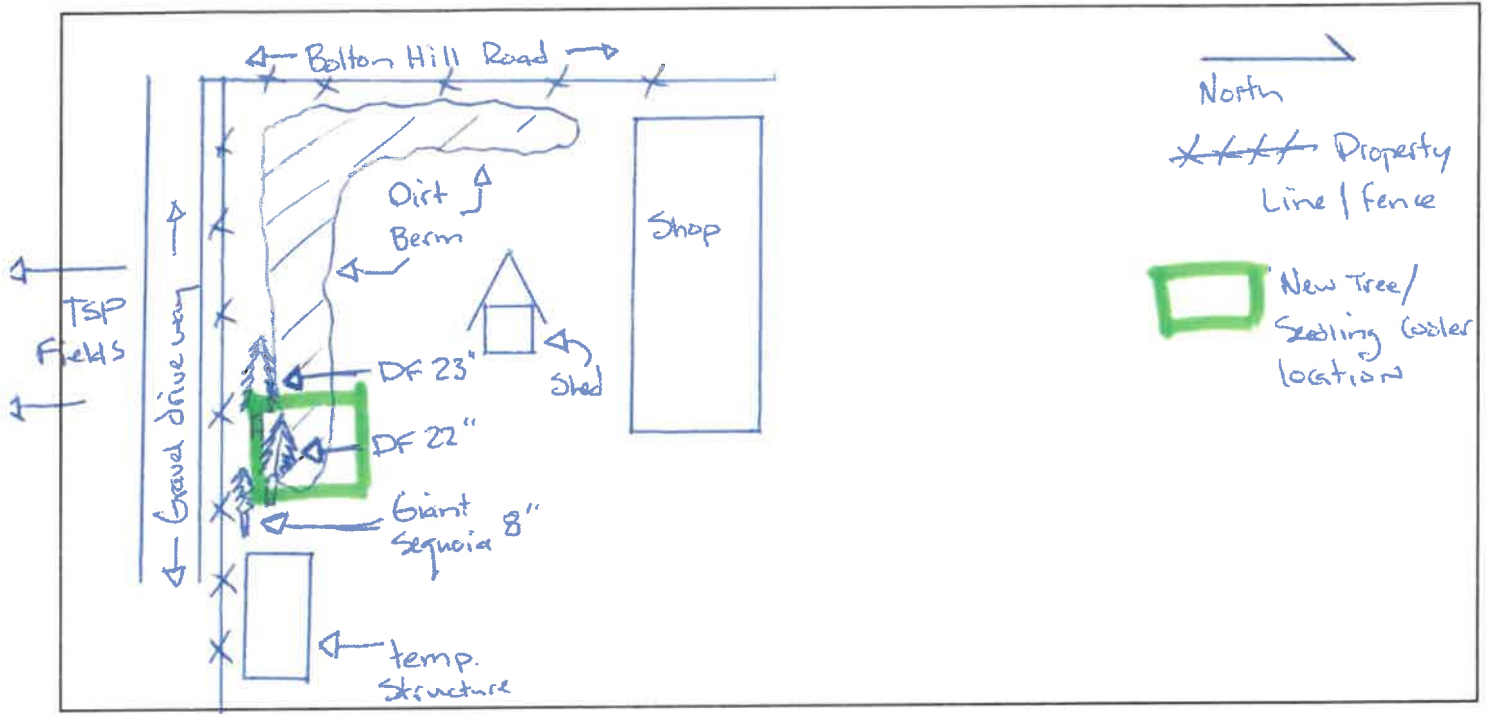 Bolton Hill Road
North
Property
Line / fence
New Tree/
Seedling Cooler
location
Dirt
Berm
Shop
TSP
Fields
Gravel driveway
DF 23"
Shed
DF 22"
Giant
Sequoia 8"
temp.
Structure